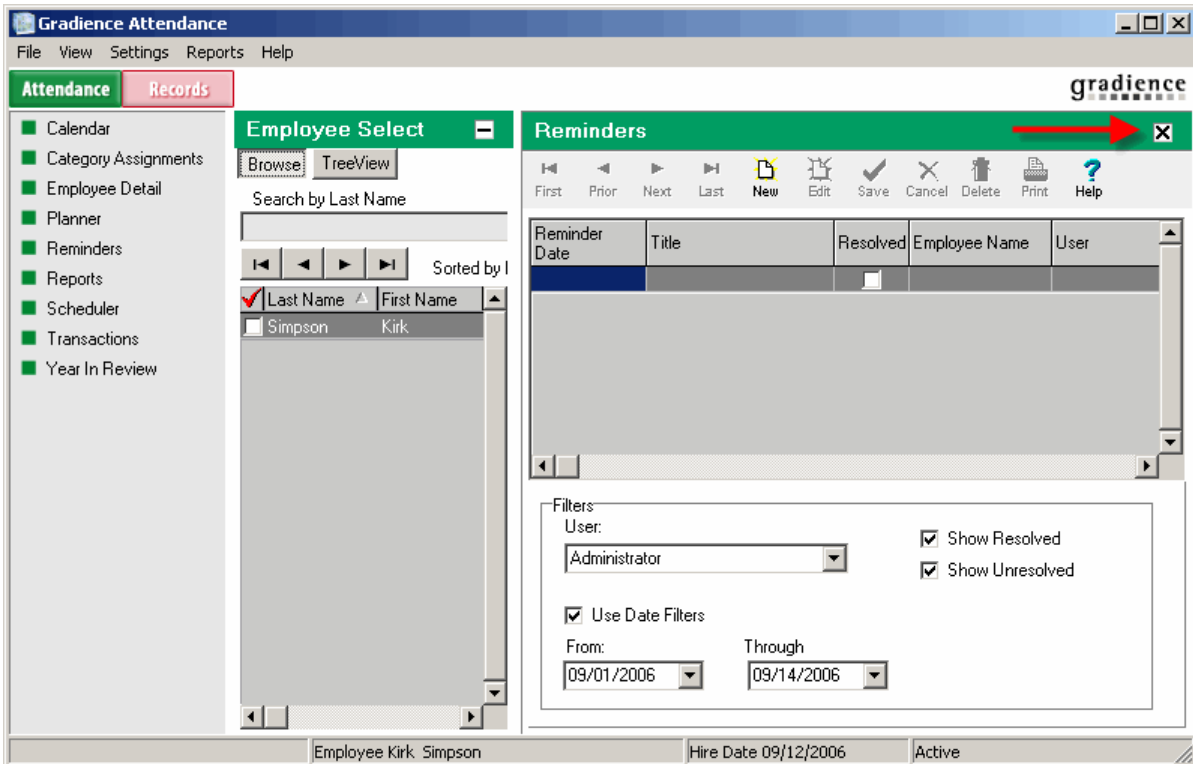 Gradience Attendance
File View Settings Reports Help
Attendance Records
gradience
Calendar
Category Assignments
Employee Detail
Planner
Reminders
Reports
Scheduler
Transactions
Year In Review
Employee Select
Browse TreeView
Search by Last Name
Sorted by
Last Name First Name
Simpson Kirk
Reminders
First Prior Next Last New Edit Save Cancel Delete Print Help
Reminder Date Title Resolved Employee Name User
Filters
User:
Administrator
Show Resolved
Show Unresolved
Use Date Filters
From: Through
09/01/2006 09/14/2006
Employee Kirk Simpson Hire Date 09/12/2006 Active